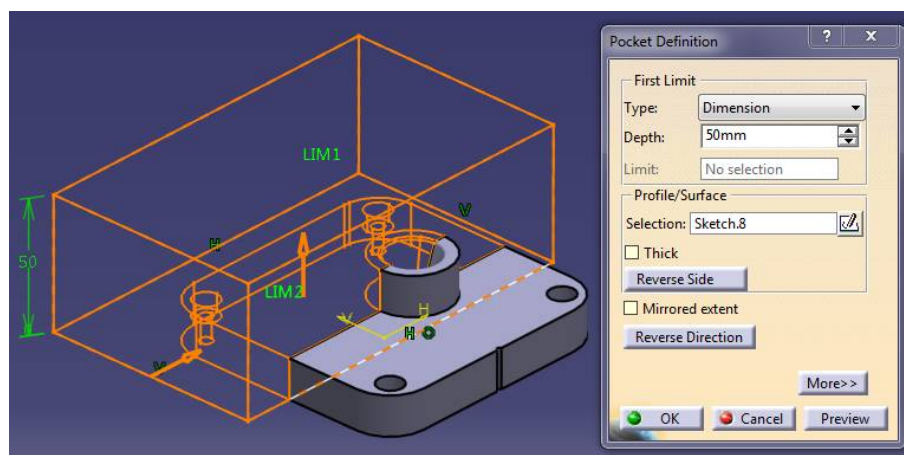 LIM1
V
H
50
LIM2
H
V
H
V
Pocket Definition
? X
First Limit
Type: Dimension
Depth: 50mm
Limit: No selection
Profile/Surface
Selection: Sketch.8
Thick
Reverse Side
Mirrored extent
Reverse Direction
More>>
OK Cancel Preview